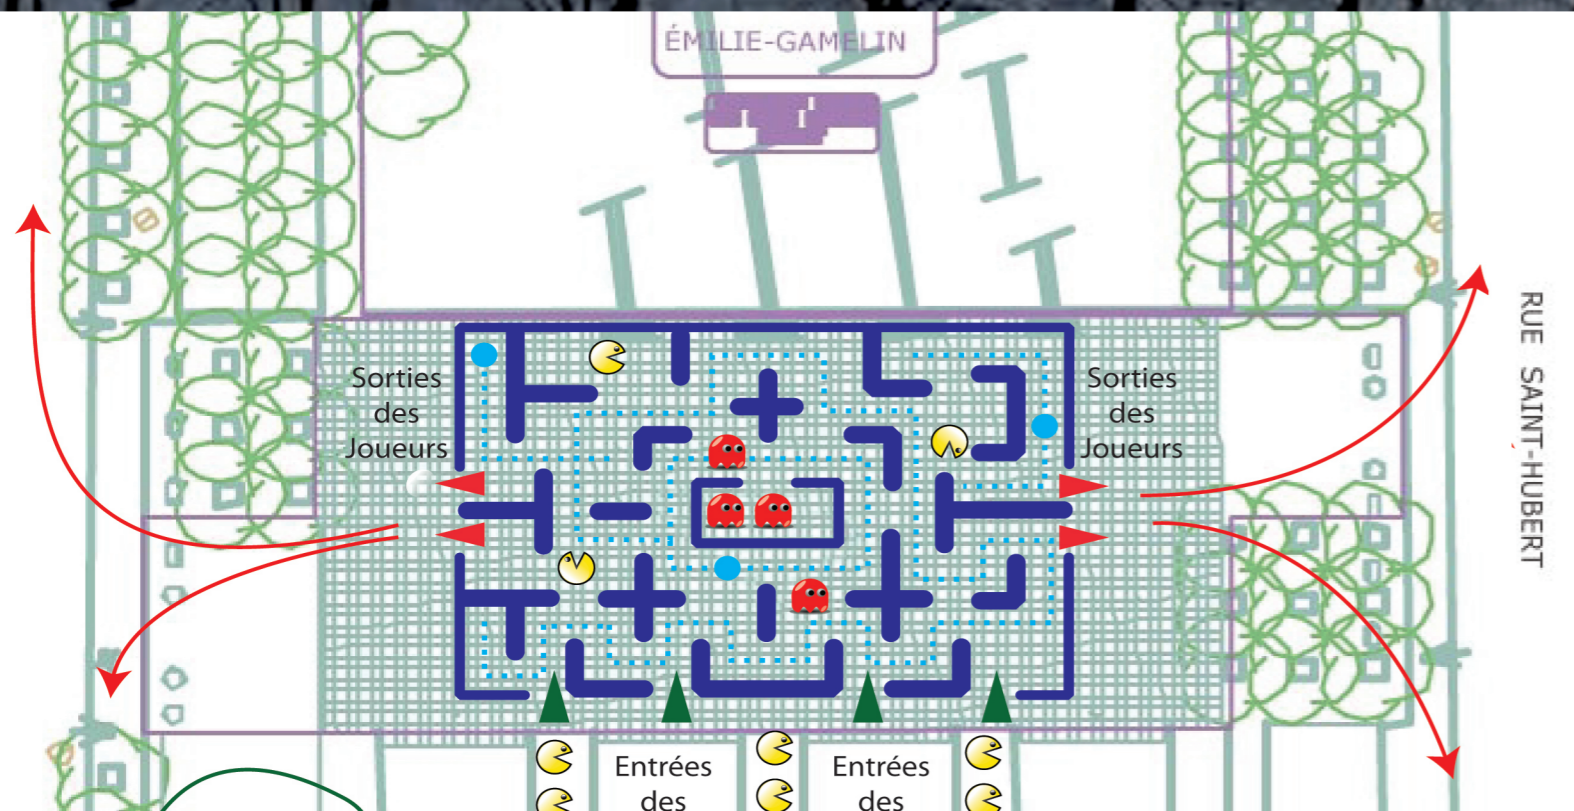 ÉMILIE-GAMELIN
RUE SAINT-HUBERT
Sorties
des
Joueurs
Sorties
des
Joueurs
Entrées
des
Entrées
des